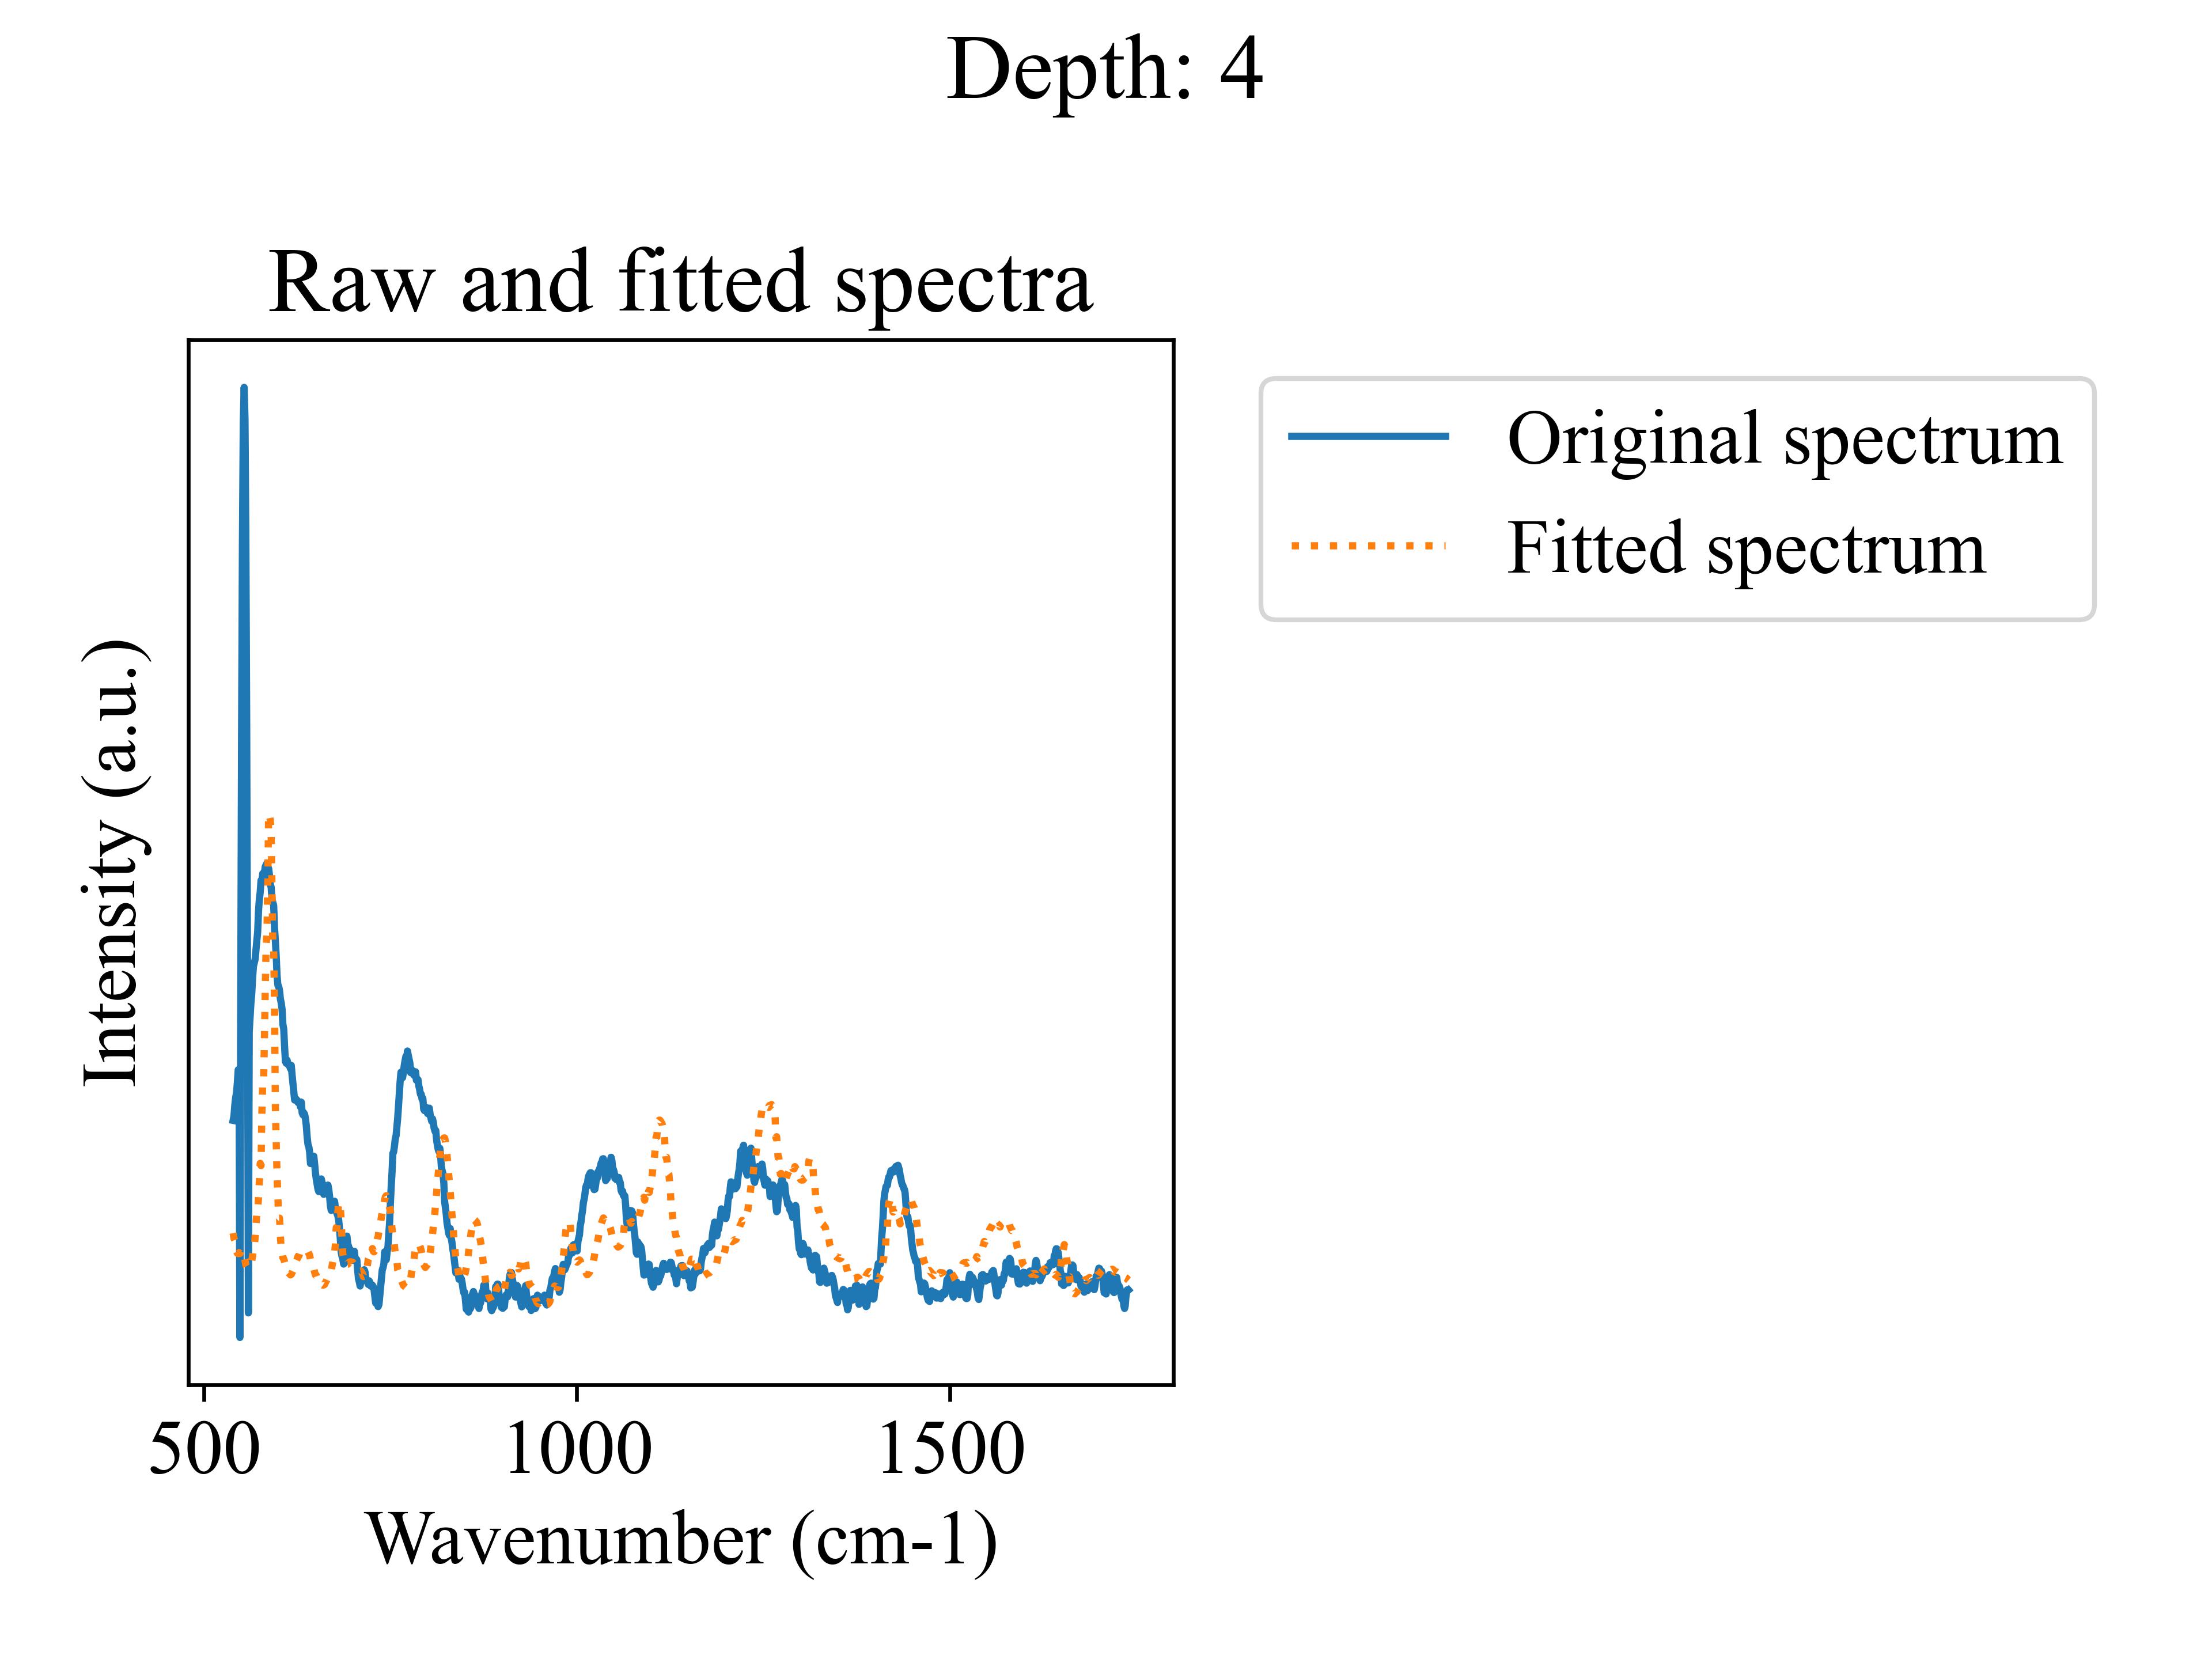 Depth: 4
Raw and fitted spectra
Original spectrum
Fitted spectrum
Intensity (a.u.)
500 1000 1500
Wavenumber (cm-1)